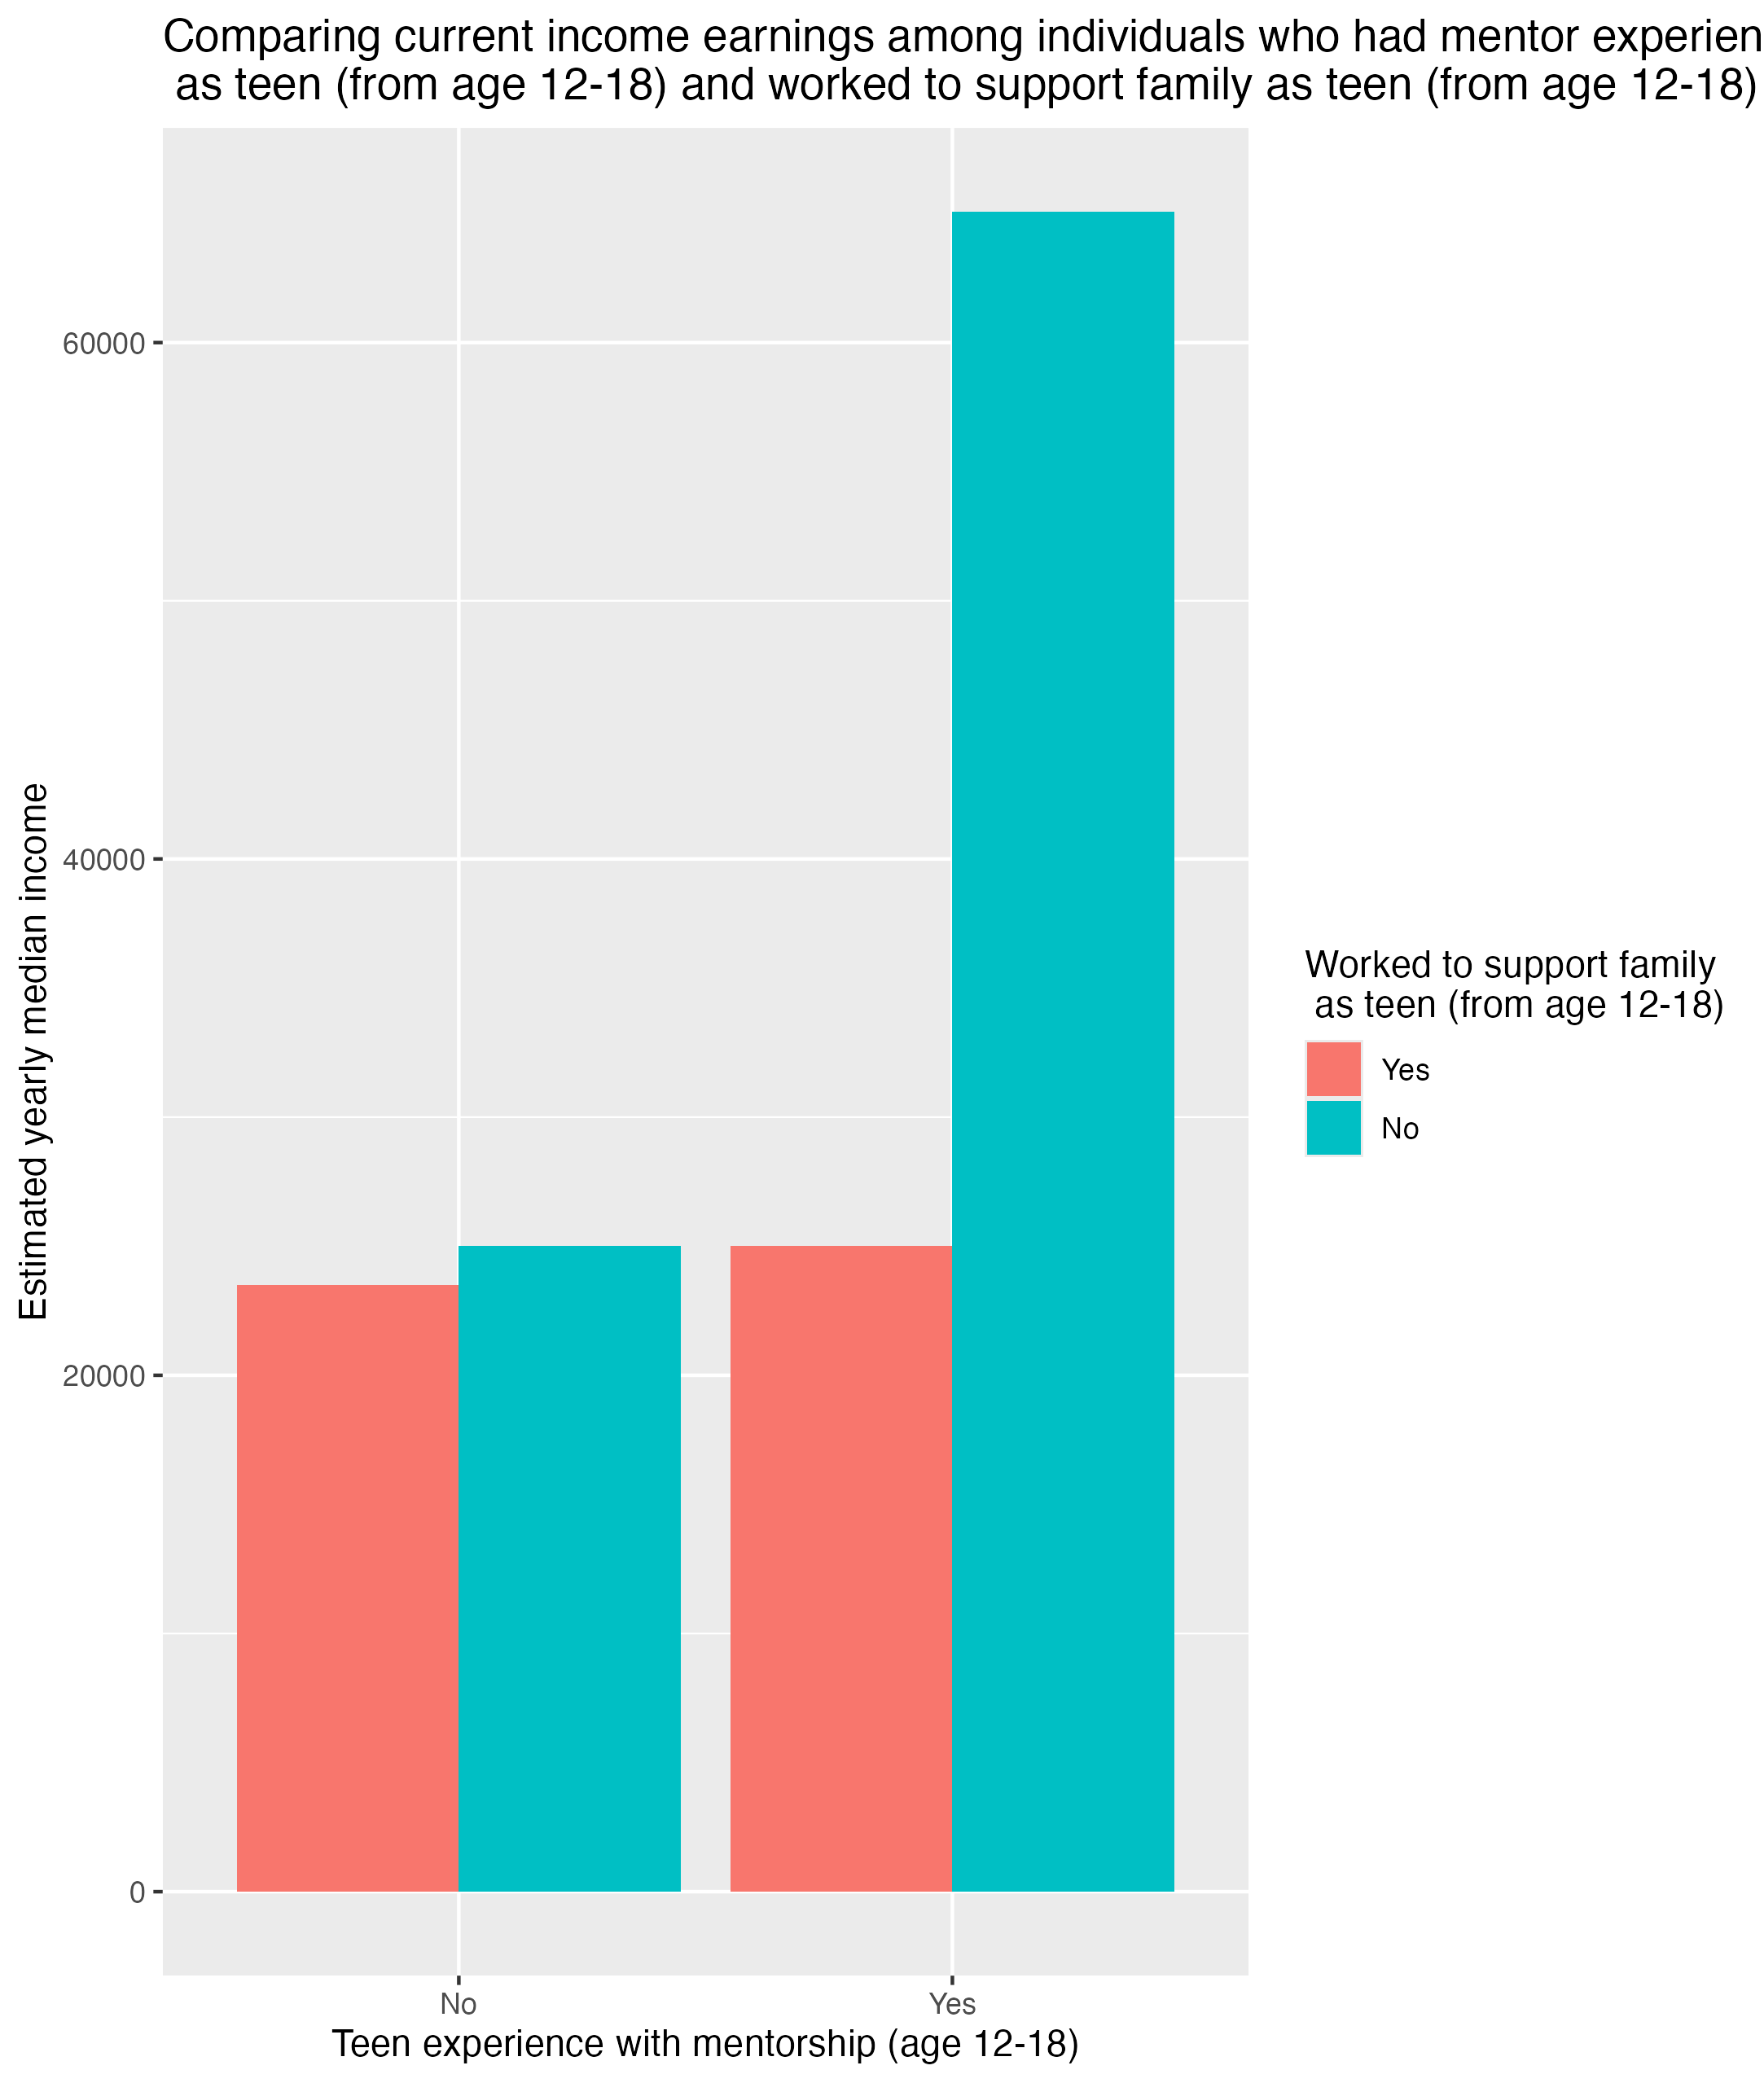 Comparing current income earnings among individuals who had mentor experien
as teen (from age 12-18) and worked to support family as teen (from age 12-18)
60000
40000
20000
0
Estimated yearly median income
No
Yes
Teen experience with mentorship (age 12-18)
Worked to support family
as teen (from age 12-18)
Yes
No